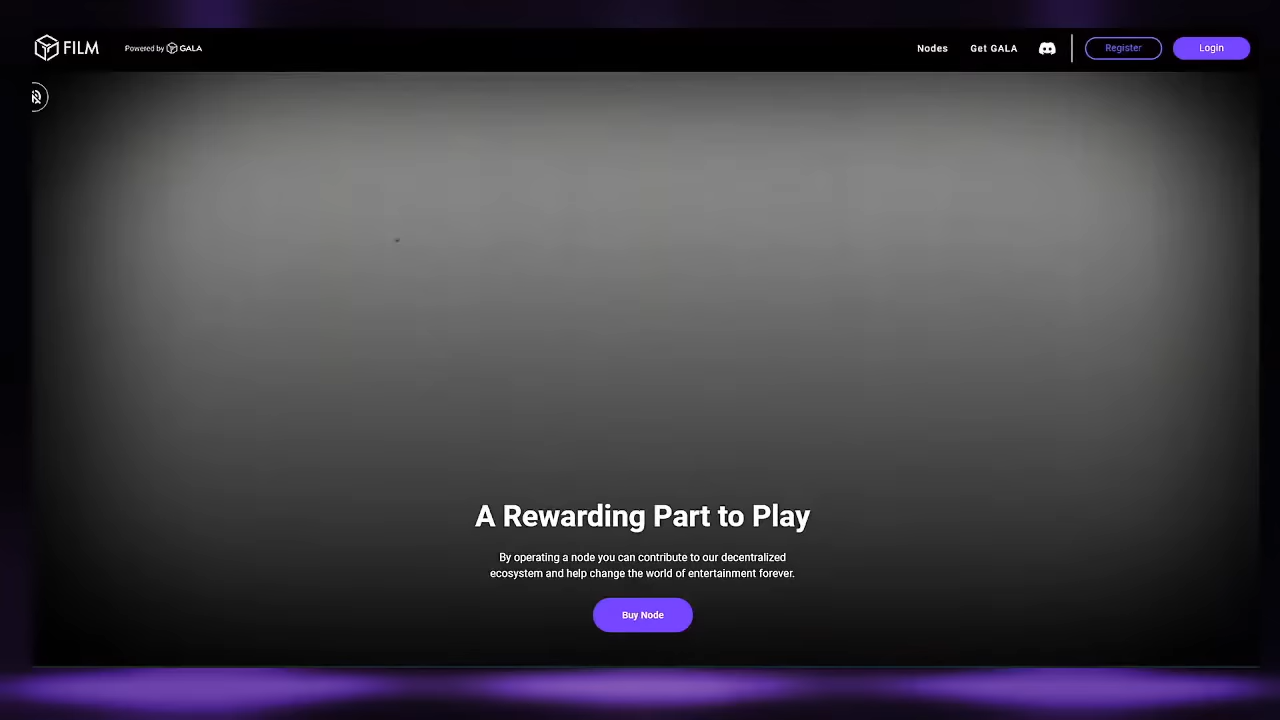 FILM
Powered by GALA
Nodes
Get GALA
Register
Login
A Rewarding Part to Play
By operating a node you can contribute to our decentralized
ecosystem and help change the world of entertainment forever.
Buy Node